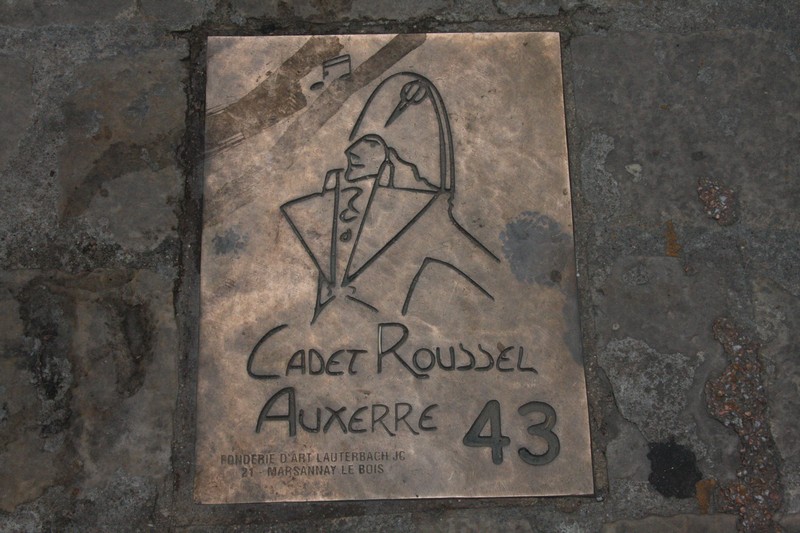 CADET ROUSSEL
AUXERRE 43
FONDERIE D'ART LAUTERBACH JC
21 - MARSANNAY LE BOIS